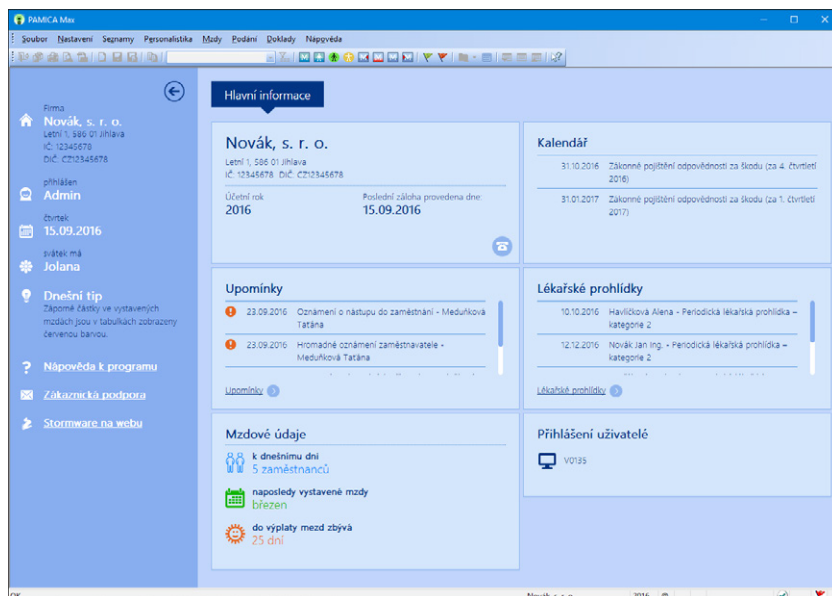 PAMICA Max
Soubor Nastavení Seznamy Personalistika Mzdy Podání Doklady Nápověda
Firma
Novák, s. r. o.
Letní 1, 586 01 Jihlava
IČ: 12345678
DIČ: CZ12345678
přihlášen
Admin
čtvrtek
15.09.2016
svátek má
Jolana
Dnešní tip
Záporné částky ve vystavených
mzdách jsou v tabulkách zobrazeny
červenou barvou.
Nápověda k programu
Zákaznická podpora
Stormware na webu
Hlavní informace
Novák, s. r. o.
Letní 1, 586 01 Jihlava
IČ: 12345678 DIČ: CZ12345678
Účetní rok
2016
Poslední záloha provedena dne:
15.09.2016
Kalendář
31.10.2016 Zákonné pojištění odpovědnosti za škodu (za 4. čtvrtletí
2016)
31.01.2017 Zákonné pojištění odpovědnosti za škodu (za 1. čtvrtletí
2017)
Upomínky
23.09.2016 Oznámení o nástupu do zaměstnání - Meduňková
Taťána
23.09.2016 Hromadné oznámení zaměstnavatele -
Meduňková Taťána
Upomínky
Lékařské prohlídky
10.10.2016 Havlíčková Alena - Periodická lékařská prohlídka –
kategorie 2
12.12.2016 Novák Jan Ing. - Periodická lékařská prohlídka –
kategorie 2
Lékařské prohlídky
Mzdové údaje
k dnešnímu dni
5 zaměstnanců
naposledy vystavené mzdy
březen
do výplaty mezd zbývá
25 dní
Přihlášení uživatelé
V0135
OK
Novák, s. r. o. 2016